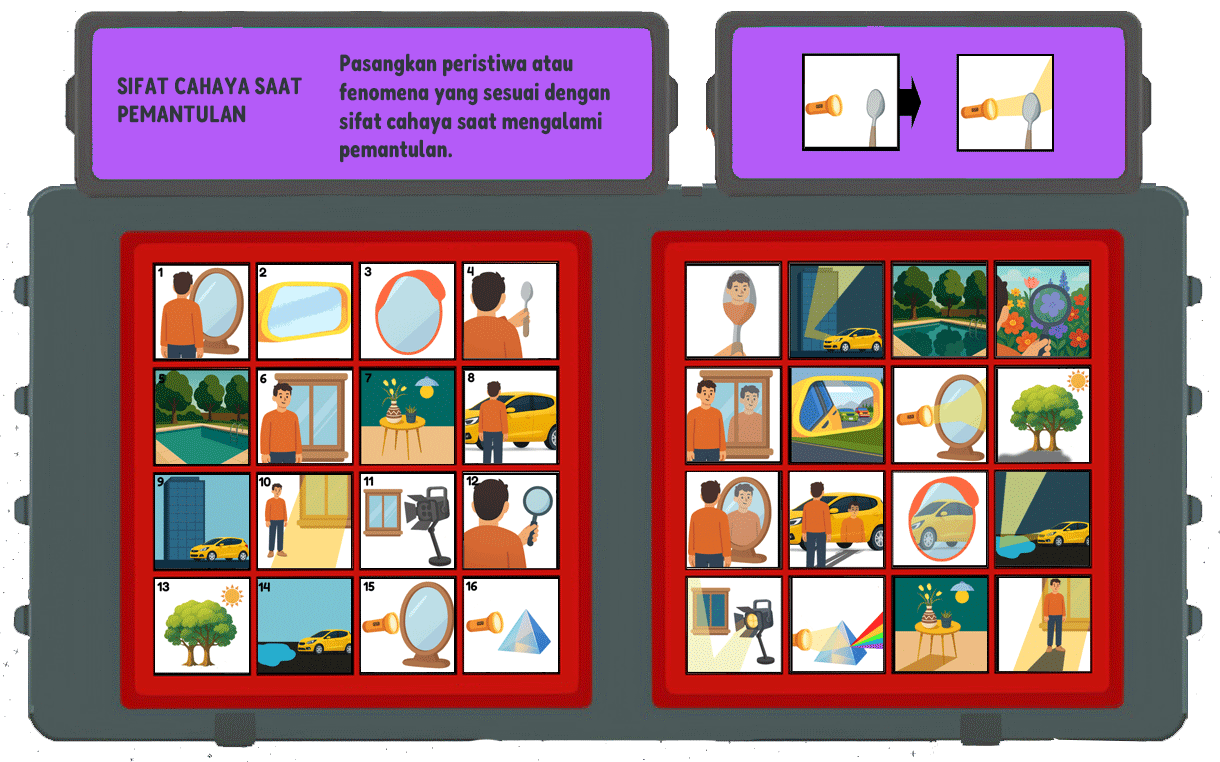 SIFAT CAHAYA SAAT
PEMANTULAN
Pasangkan peristiwa atau
fenomena yang sesuai dengan
sifat cahaya saat mengalami
pemantulan.
1
2
3
4
5
6
7
8
9
10
11
12
13
14
15
16